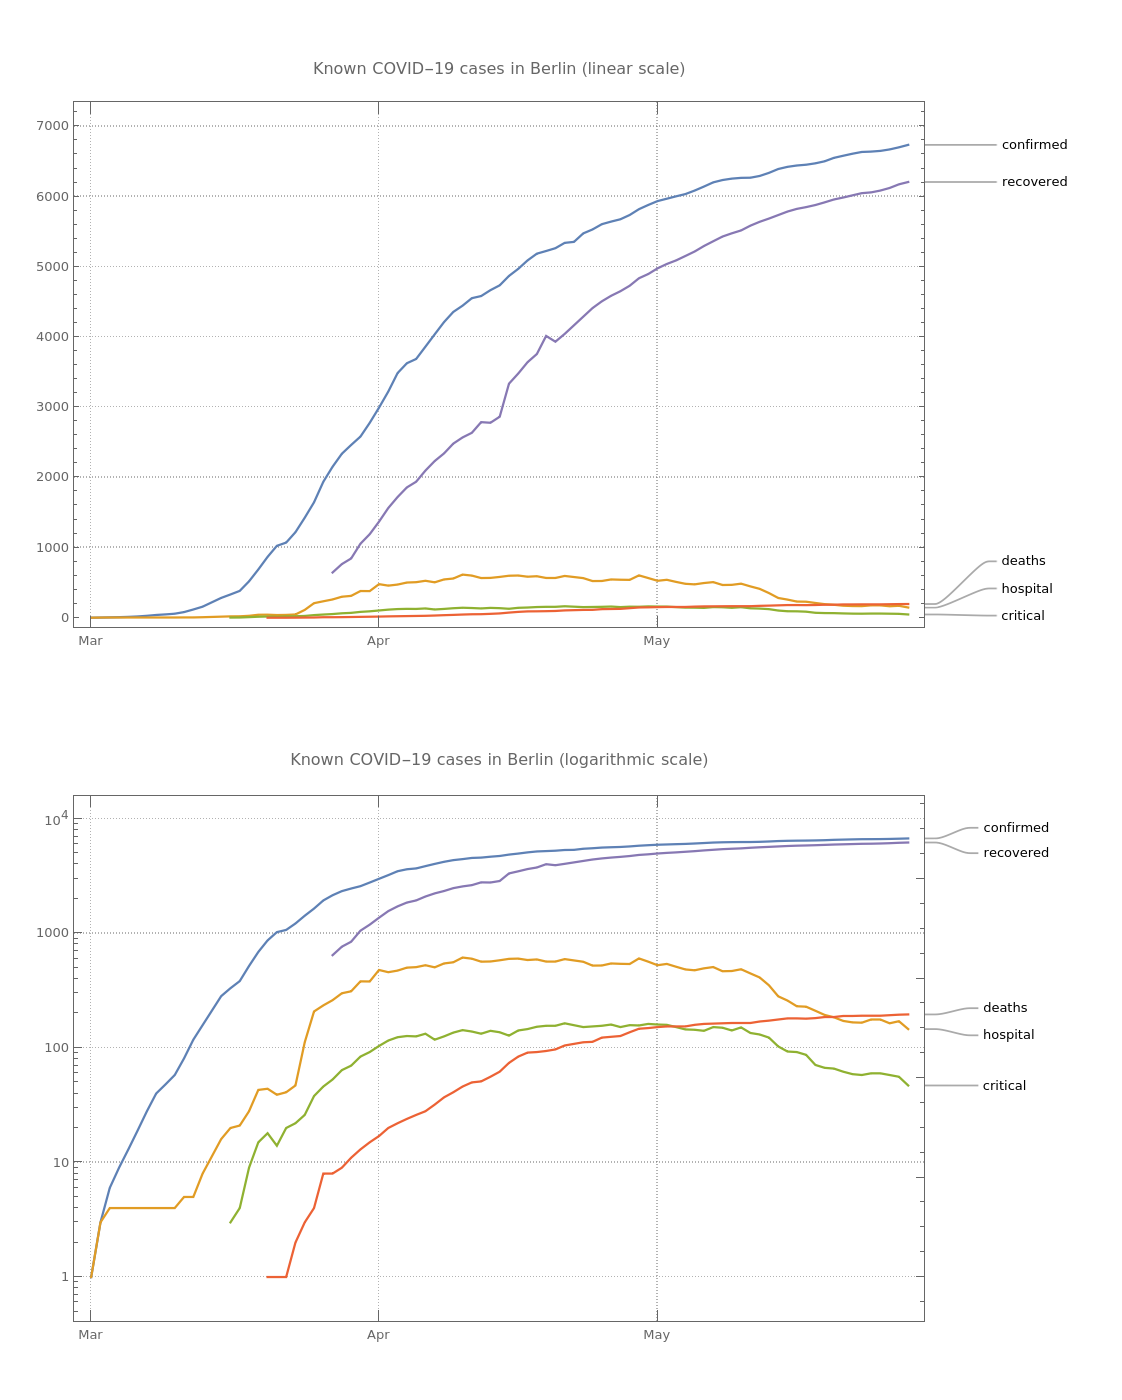 Known COVID–19 cases in Berlin (linear scale)
7000
6000
5000
4000
3000
2000
1000
0
Mar Apr May
confirmed
recovered
deaths
hospital
critical
Known COVID–19 cases in Berlin (logarithmic scale)
10^4
1000
100
10
1
Mar Apr May
confirmed
recovered
deaths
hospital
critical